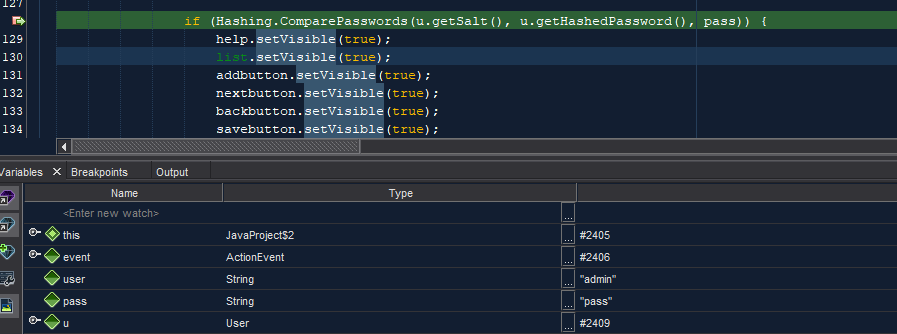 127
if (Hashing.ComparePasswords(u.getSalt(), u.getHashedPassword(), pass)) {
129 help.setVisible(true);
130 list.setVisible(true);
131 addbutton.setVisible(true);
132 nextbutton.setVisible(true);
133 backbutton.setVisible(true);
134 savebutton.setVisible(true);
Variables × Breakpoints Output
Name Type
<Enter new watch> ...
this JavaProject$2 ... #2405
event ActionEvent ... #2406
user String ... "admin"
pass String ... "pass"
u User ... #2409